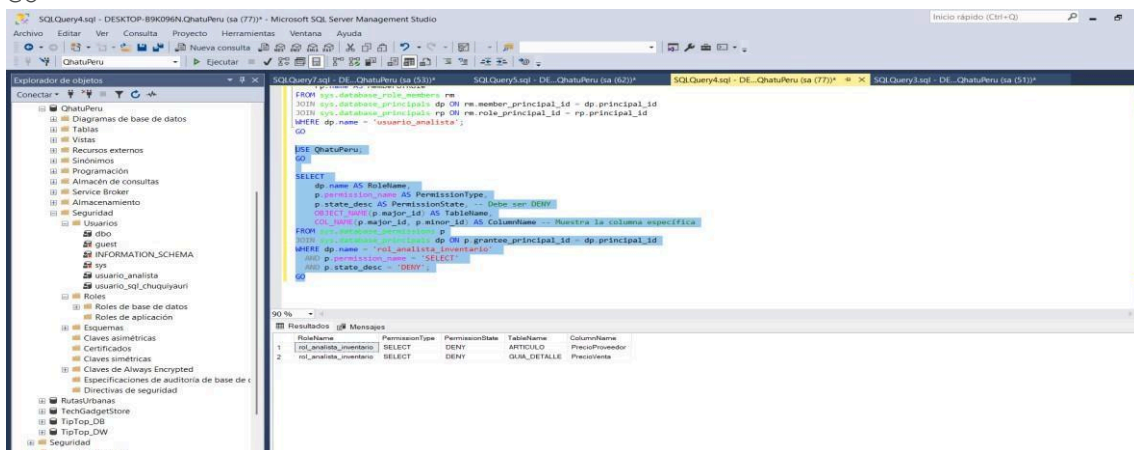 SQLQuery4.sql - DESKTOP-B9K096N.QhatuPeru (sa (77))* - Microsoft SQL Server Management Studio
Inicio rápido (Ctrl+Q)
Archivo Editar Ver Consulta Proyecto Herramientas Ventana Ayuda
Nueva consulta
QhatuPeru
Ejecutar
Explorador de objetos
SQLQuery7.sql - DE...QhatuPeru (sa (53))*
SQLQuery5.sql - DE...QhatuPeru (sa (62))*
SQLQuery4.sql - DE...QhatuPeru (sa (77))*
SQLQuery3.sql - DE...QhatuPeru (sa (51))*
Conectar
QhatuPeru
Diagramas de base de datos
Tablas
Vistas
Recursos externos
Sinónimos
Programación
Almacén de consultas
Service Broker
Almacenamiento
Seguridad
Usuarios
dbo
guest
INFORMATION_SCHEMA
sys
usuario_analista
usuario_sql_chuquiyauri
Roles
Roles de base de datos
Roles de aplicación
Esquemas
Claves asimétricas
Certificados
Claves simétricas
Claves de Always Encrypted
Especificaciones de auditoría de base de
Directivas de seguridad
RutasUrbanas
TechGadgetStore
TipTop_DB
TipTop_DW
Seguridad
FROM sys.database_role_members rm
JOIN sys.database_principals dp ON rm.member_principal_id = dp.principal_id
JOIN sys.database_principals rp ON rm.role_principal_id = rp.principal_id
WHERE dp.name = 'usuario_analista';
GO
USE QhatuPeru;
GO
SELECT
dp.name AS RoleName,
p.permission_name AS PermissionType,
p.state_desc AS PermissionState, -- Debe ser DENY
OBJECT_NAME(p.major_id) AS TableName,
COL_NAME(p.major_id, p.minor_id) AS ColumnName -- Muestra la columna específica
FROM sys.database_permissions p
JOIN sys.database_principals dp ON p.grantee_principal_id = dp.principal_id
WHERE dp.name = 'rol_analista_inventario'
AND p.permission_name = 'SELECT'
AND p.state_desc = 'DENY';
GO
90 %
Resultados Mensajes
RoleName PermissionType PermissionState TableName ColumnName
1 rol_analista_inventario SELECT DENY ARTICULO PrecioProveedor
2 rol_analista_inventario SELECT DENY GUIA_DETALLE PrecioVenta